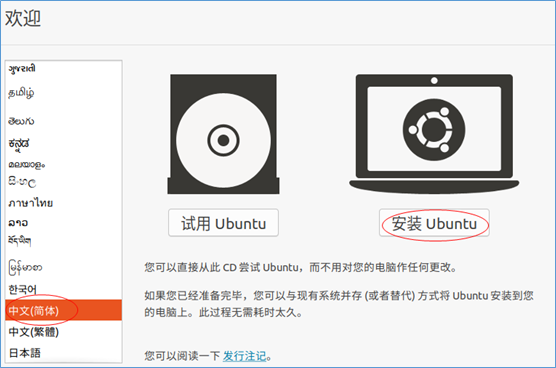 欢迎
ગુજરાતી
தமிழ்
తెలుగు
ಕನ್ನಡ
മലയാളം
සිංහල
ภาษาไทย
ລາວ
བོད་ཡིག
မြန်မာစာ
한국어
中文(简体)
中文(繁體)
日本語
试用 Ubuntu
安装 Ubuntu
您可以直接从此 CD 尝试 Ubuntu，而不用对您的电脑作任何更改。
如果您已经准备完毕，您可以与现有系统并存 (或者替代) 方式将 Ubuntu 安装到您
的电脑上。此过程无需耗时太久。
您可以阅读一下 发行注记。